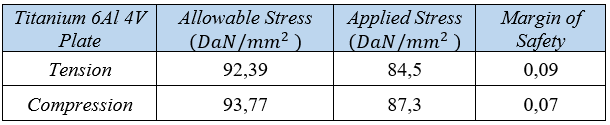 Titanium 6Al 4V Plate Allowable Stress (DaN/mm²) Applied Stress (DaN/mm²) Margin of Safety
Tension 92,39 84,5 0,09
Compression 93,77 87,3 0,07